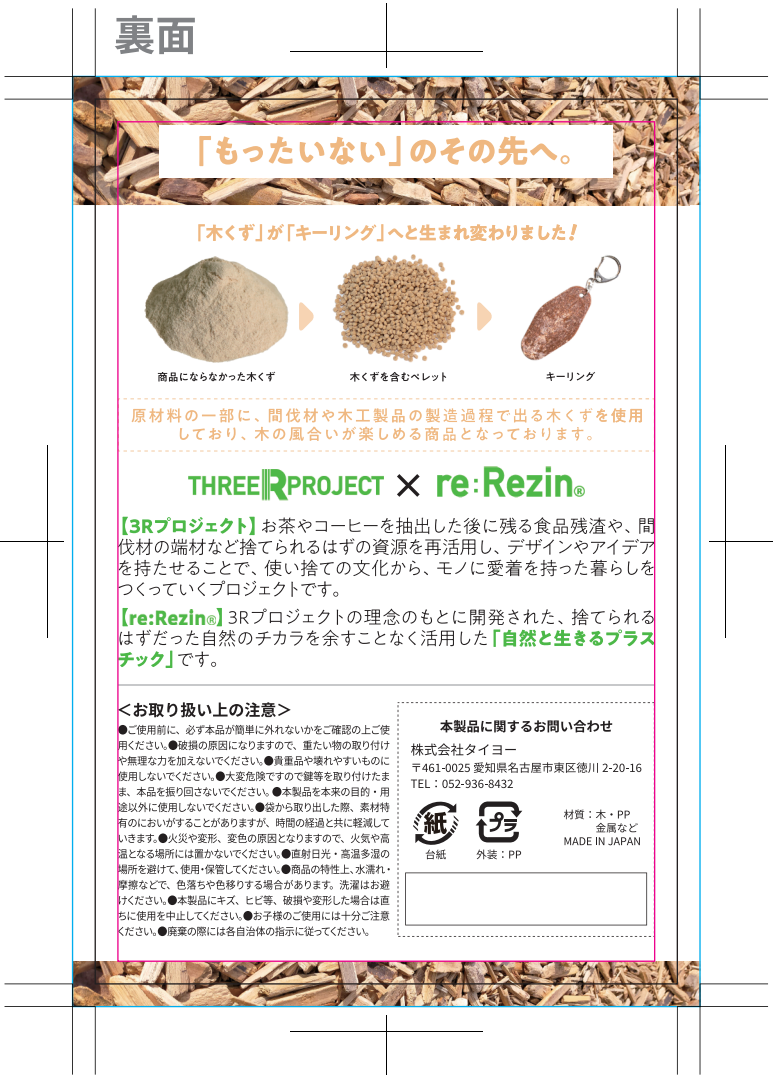 裏面
「もったいない」のその先へ。
「木くず」が「キーリング」へと生まれ変わりました!
商品にならなかった木くず
木くずを含むペレット
キーリング
原材料の一部に、間伐材や木工製品の製造過程で出る木くずを使用
しており、木の風合いが楽しめる商品となっております。
THREE R PROJECT × re:Rezin®
【3Rプロジェクト】お茶やコーヒーを抽出した後に残る食品残渣や、間
伐材の端材など捨てられるはずの資源を再活用し、デザインやアイデア
を持たせることで、使い捨ての文化から、モノに愛着を持った暮らしを
つくっていくプロジェクトです。
【re:Rezin®】3Rプロジェクトの理念のもとに開発された、捨てられる
はずだった自然のチカラを余すことなく活用した「自然と生きるプラス
チック」です。
<お取り扱い上の注意>
●ご使用前に、必ず本品が簡単に外れないかをご確認の上ご使
用ください。●破損の原因になりますので、重たい物の取り付け
や無理な力を加えないでください。●貴重品や壊れやすいものに
使用しないでください。●大変危険ですので鍵等を取り付けたま
ま、本品を振り回さないでください。●本製品を本来の目的・用
途以外に使用しないでください。●袋から取り出した際、素材特
有のにおいがすることがありますが、時間の経過と共に軽減して
いきます。●火災や変形、変色の原因となりますので、火気や高
温となる場所には置かないでください。●直射日光・高温多湿の
場所を避けて、使用・保管してください。●商品の特性上、水濡れ・
摩擦などで、色落ちや色移りする場合があります。洗濯はお避
けください。●本製品にキズ、ヒビ等、破損や変形した場合は直
ちに使用を中止してください。●お子様のご使用には十分ご注意
ください。●廃棄の際には各自治体の指示に従ってください。
本製品に関するお問い合わせ
株式会社タイヨー
〒461-0025 愛知県名古屋市東区徳川 2-20-16
TEL:052-936-8432
紙
プラ
台紙
外装:PP
材質:木・PP
金属など
MADE IN JAPAN